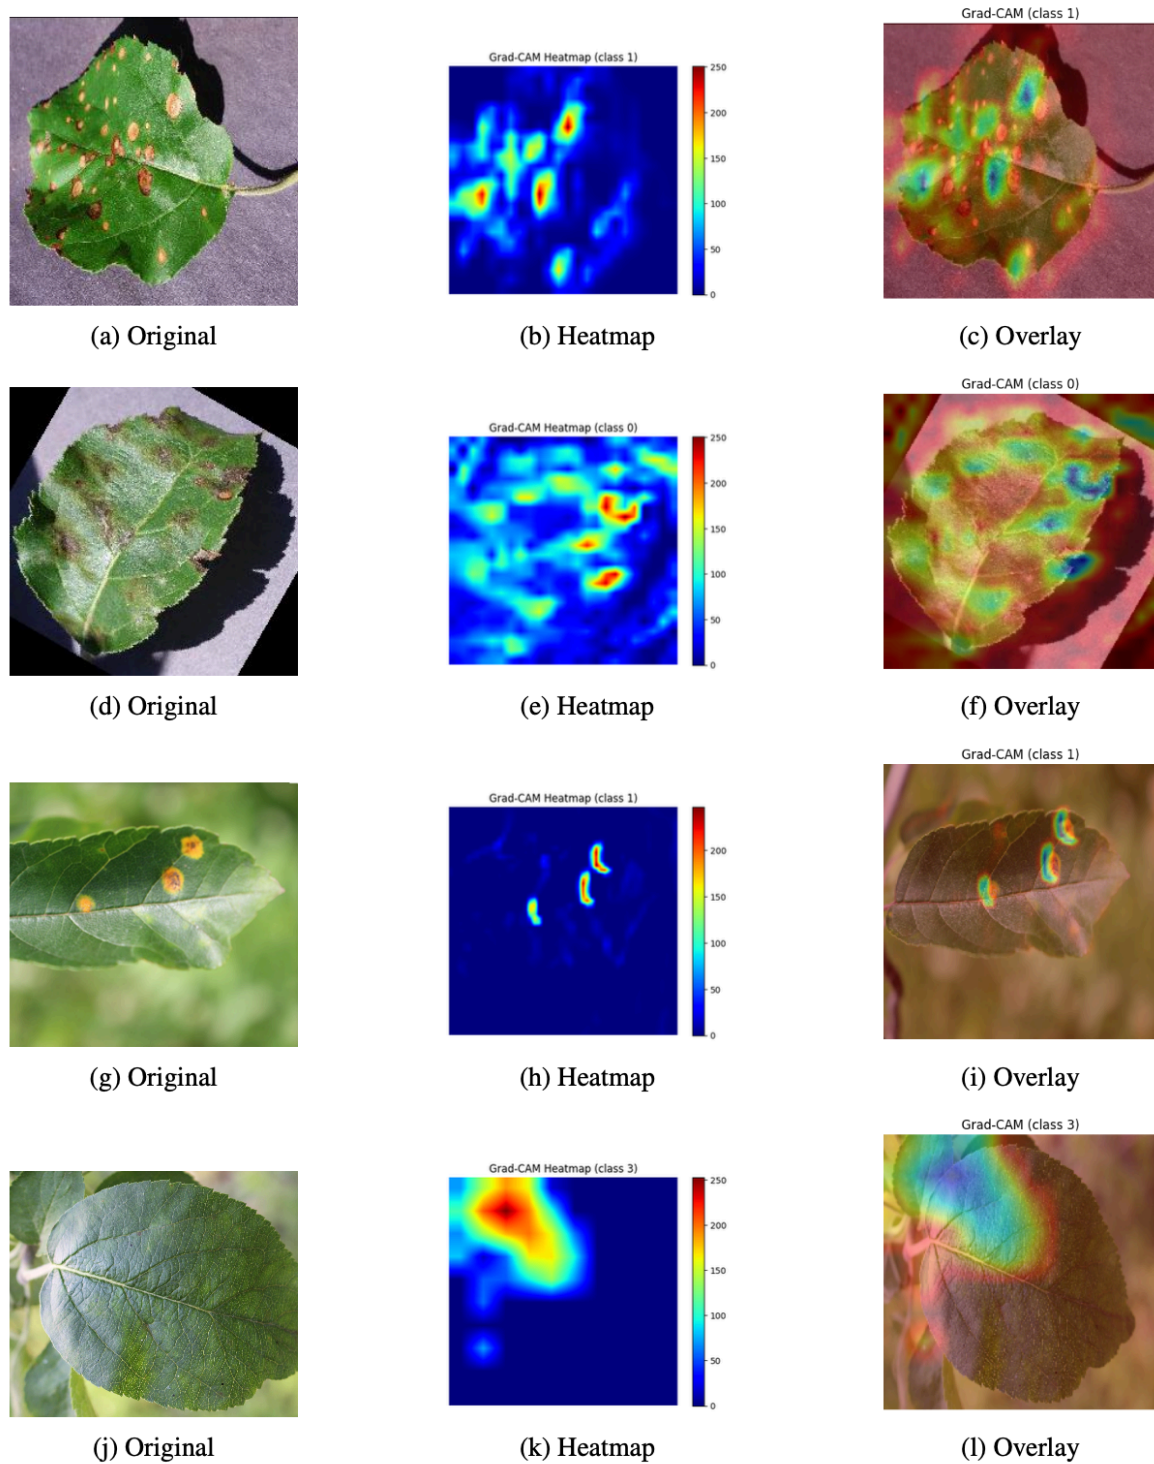 Grad-CAM (class 1)
Grad-CAM Heatmap (class 1)
250
200
150
100
50
0
(a) Original
(b) Heatmap
(c) Overlay
Grad-CAM (class 0)
Grad-CAM Heatmap (class 0)
250
200
150
100
50
0
(d) Original
(e) Heatmap
(f) Overlay
Grad-CAM (class 1)
Grad-CAM Heatmap (class 1)
200
150
100
50
0
(g) Original
(h) Heatmap
(i) Overlay
Grad-CAM (class 3)
Grad-CAM Heatmap (class 3)
250
200
150
100
50
0
(j) Original
(k) Heatmap
(l) Overlay